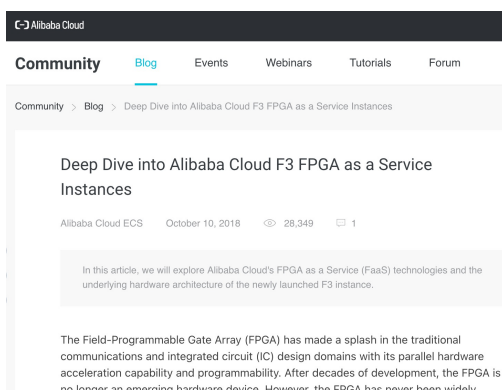 Alibaba Cloud
Community Blog Events Webinars Tutorials Forum
Community > Blog > Deep Dive into Alibaba Cloud F3 FPGA as a Service Instances
Deep Dive into Alibaba Cloud F3 FPGA as a Service
Instances
Alibaba Cloud ECS October 10, 2018 28,349 1
In this article, we will explore Alibaba Cloud's FPGA as a Service (FaaS) technologies and the
underlying hardware architecture of the newly launched F3 instance.
The Field-Programmable Gate Array (FPGA) has made a splash in the traditional
communications and integrated circuit (IC) design domains with its parallel hardware
acceleration capability and programmability. After decades of development, the FPGA is
no longer an emerging hardware device. However, the FPGA has never been widely